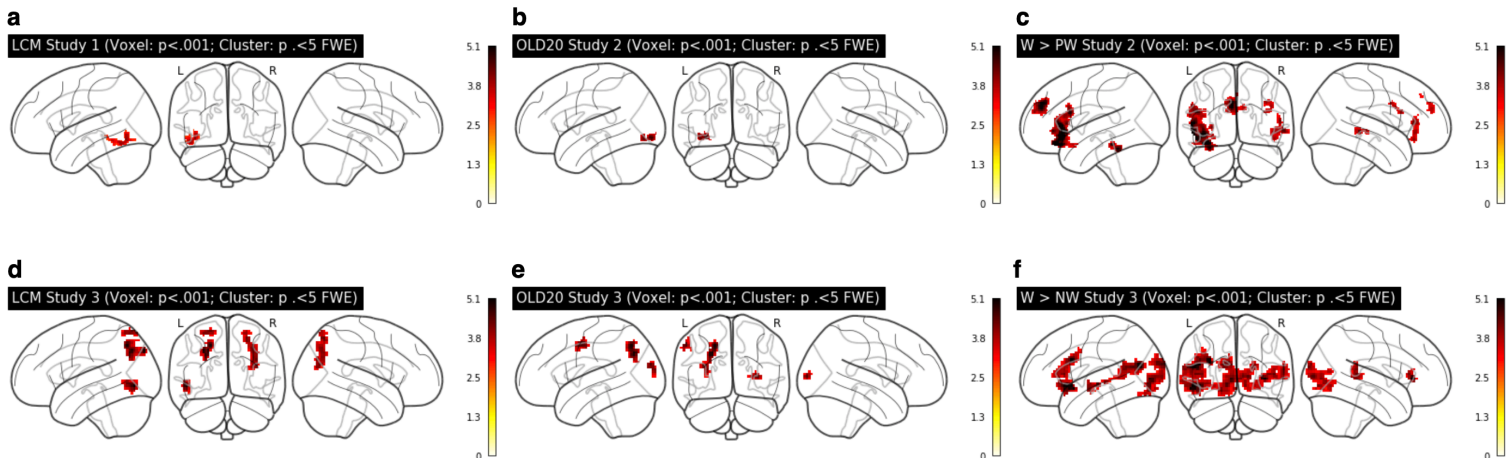 a
LCM Study 1 (Voxel: p<.001; Cluster: p .<5 FWE)
L R
5.1
3.8
2.5
1.3
0
b
OLD20 Study 2 (Voxel: p<.001; Cluster: p .<5 FWE)
L R
5.1
3.8
2.5
1.3
0
c
W > PW Study 2 (Voxel: p<.001; Cluster: p .<5 FWE)
L R
5.1
3.8
2.5
1.3
0
d
LCM Study 3 (Voxel: p<.001; Cluster: p .<5 FWE)
L R
5.1
3.8
2.5
1.3
0
e
OLD20 Study 3 (Voxel: p<.001; Cluster: p .<5 FWE)
L R
5.1
3.8
2.5
1.3
0
f
W > NW Study 3 (Voxel: p<.001; Cluster: p .<5 FWE)
L R
5.1
3.8
2.5
1.3
0